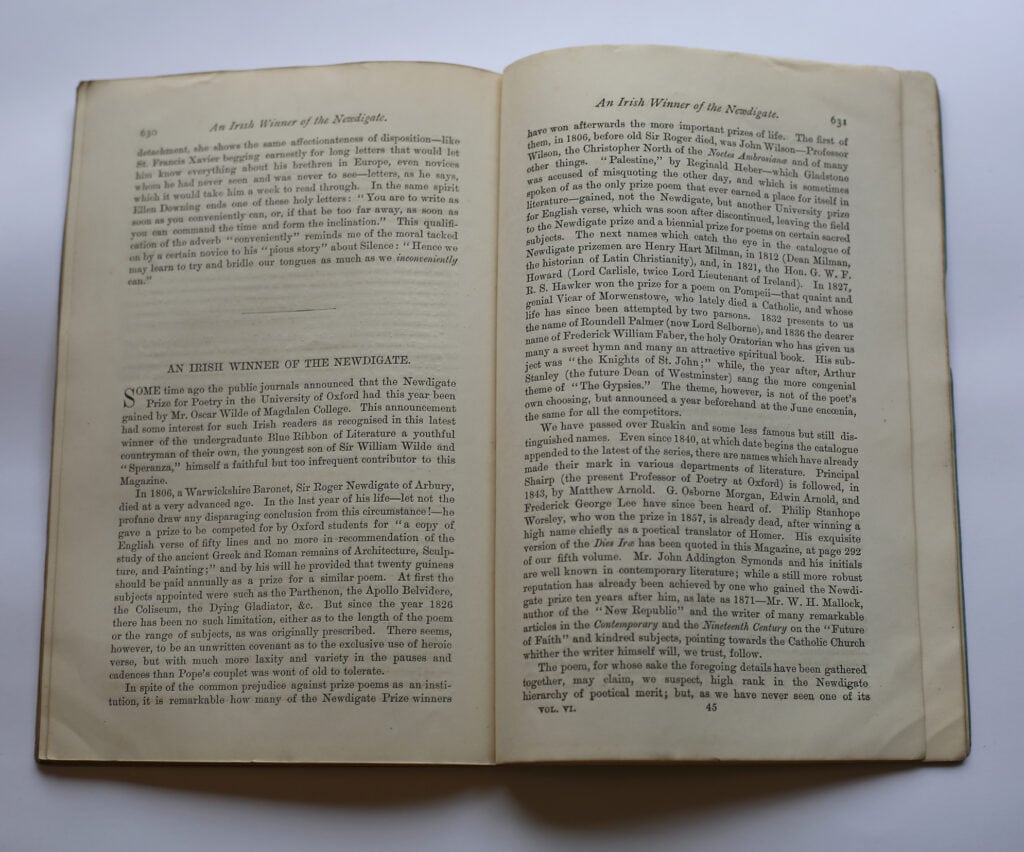 630
An Irish Winner of the Newdigate.
detachment, she shows the same affectionateness of disposition—like
St. Francis Xavier begging earnestly for long letters that would let
him know everything about his brethren in Europe, even novices
whom he had never seen and was never to see—letters, as he says,
which it would take him a week to read through. In the same spirit
Ellen Downing ends one of these holy letters: "You are to write as
soon as you conveniently can, or, if that be too far away, as soon as
you can command the time and form the inclination." This qualifi-
cation of the adverb "conveniently" reminds me of the moral tacked
on by a certain novice to his "pious story" about Silence: "Hence we
may learn to try and bridle our tongues as much as we inconveniently
can."
AN IRISH WINNER OF THE NEWDIGATE.
SOME time ago the public journals announced that the Newdigate
Prize for Poetry in the University of Oxford had this year been
gained by Mr. Oscar Wilde of Magdalen College. This announcement
had some interest for such Irish readers as recognised in this latest
winner of the undergraduate Blue Ribbon of Literature a youthful
countryman of their own, the youngest son of Sir William Wilde and
"Speranza," himself a faithful but too infrequent contributor to this
Magazine.
In 1806, a Warwickshire Baronet, Sir Roger Newdigate of Arbury,
died at a very advanced age. In the last year of his life—let not the
profane draw any disparaging conclusion from this circumstance!—he
gave a prize to be competed for by Oxford students for "a copy of
English verse of fifty lines and no more in recommendation of the
study of the ancient Greek and Roman remains of Architecture, Sculp-
ture, and Painting;" and by his will he provided that twenty guineas
should be paid annually as a prize for a similar poem. At first the
subjects appointed were such as the Parthenon, the Apollo Belvidere,
the Coliseum, the Dying Gladiator, &c. But since the year 1826
there has been no such limitation, either as to the length of the poem
or the range of subjects, as was originally prescribed. There seems,
however, to be an unwritten covenant as to the exclusive use of heroic
verse, but with much more laxity and variety in the pauses and
cadences than Pope's couplet was wont of old to tolerate.
In spite of the common prejudice against prize poems as an insti-
tution, it is remarkable how many of the Newdigate Prize winners
An Irish Winner of the Newdigate.
631
have won afterwards the more important prizes of life. The first of
them, in 1806, before old Sir Roger died, was John Wilson—Professor
Wilson, the Christopher North of the Noctes Ambrosianæ and of many
other things. "Palestine," by Reginald Heber—which Gladstone
was accused of misquoting the other day, and which is sometimes
spoken of as the only prize poem that ever earned a place for itself in
literature—gained, not the Newdigate, but another University prize
for English verse, which was soon after discontinued, leaving the field
to the Newdigate prize and a biennial prize for poems on certain sacred
subjects. The next names which catch the eye in the catalogue of
Newdigate prizemen are Henry Hart Milman, in 1812 (Dean Milman,
the historian of Latin Christianity), and, in 1821, the Hon. G. W. F.
Howard (Lord Carlisle, twice Lord Lieutenant of Ireland). In 1827,
R. S. Hawker won the prize for a poem on Pompeii—that quaint and
genial Vicar of Morwenstowe, who lately died a Catholic, and whose
life has since been attempted by two parsons. 1832 presents to us
the name of Roundell Palmer (now Lord Selborne), and 1836 the dearer
name of Frederick William Faber, the holy Oratorian who has given us
many a sweet hymn and many an attractive spiritual book. His sub-
ject was "the Knights of St. John;" while, the year after, Arthur
Stanley (the future Dean of Westminster) sang the more congenial
theme of "The Gypsies." The theme, however, is not of the poet's
own choosing, but announced a year beforehand at the June encœnia,
the same for all the competitors.
We have passed over Ruskin and some less famous but still dis-
tinguished names. Even since 1840, at which date begins the catalogue
appended to the latest of the series, there are names which have already
made their mark in various departments of literature. Principal
Shairp (the present Professor of Poetry at Oxford) is followed, in
1843, by Matthew Arnold. G. Osborne Morgan, Edwin Arnold, and
Frederick George Lee have since been heard of. Philip Stanhope
Worsley, who won the prize in 1857, is already dead, after winning a
high name chiefly as a poetical translator of Homer. His exquisite
version of the Dies Iræ has been quoted in this Magazine, at page 292
of our fifth volume. Mr. John Addington Symonds and his initials
are well known in contemporary literature; while a still more robust
reputation has already been achieved by one who gained the Newdi-
gate prize ten years after him, as late as 1871—Mr. W. H. Mallock,
author of the "New Republic" and the writer of many remarkable
articles in the Contemporary and the Nineteenth Century on the "Future
of Faith" and kindred subjects, pointing towards the Catholic Church
whither the writer himself will, we trust, follow.
The poem, for whose sake the foregoing details have been gathered
together, may claim, we suspect, high rank in the Newdigate
hierarchy of poetical merit; but, as we have never seen one of its
VOL. VI.
45